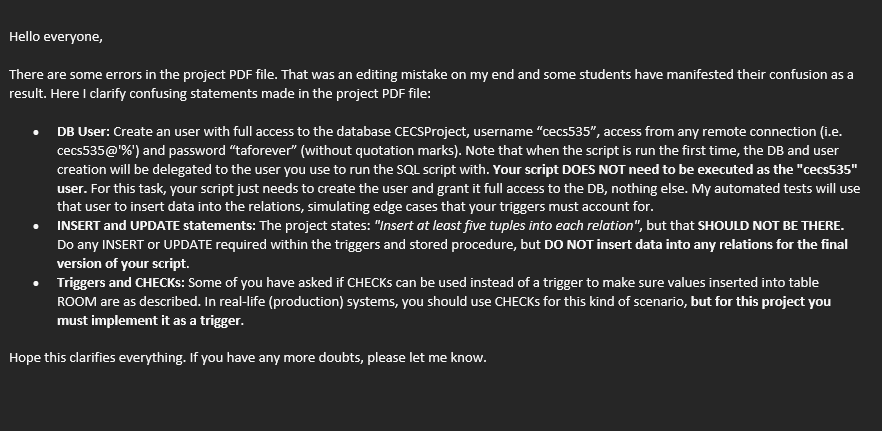 Hello everyone,
There are some errors in the project PDF file. That was an editing mistake on my end and some students have manifested their confusion as a
result. Here I clarify confusing statements made in the project PDF file:
• DB User: Create an user with full access to the database CECSProject, username “cecs535”, access from any remote connection (i.e.
cecs535@'%') and password “taforever” (without quotation marks). Note that when the script is run the first time, the DB and user
creation will be delegated to the user you use to run the SQL script with. Your script DOES NOT need to be executed as the "cecs535"
user. For this task, your script just needs to create the user and grant it full access to the DB, nothing else. My automated tests will use
that user to insert data into the relations, simulating edge cases that your triggers must account for.
• INSERT and UPDATE statements: The project states: "Insert at least five tuples into each relation", but that SHOULD NOT BE THERE.
Do any INSERT or UPDATE required within the triggers and stored procedure, but DO NOT insert data into any relations for the final
version of your script.
• Triggers and CHECKs: Some of you have asked if CHECKs can be used instead of a trigger to make sure values inserted into table
ROOM are as described. In real-life (production) systems, you should use CHECKs for this kind of scenario, but for this project you
must implement it as a trigger.
Hope this clarifies everything. If you have any more doubts, please let me know.